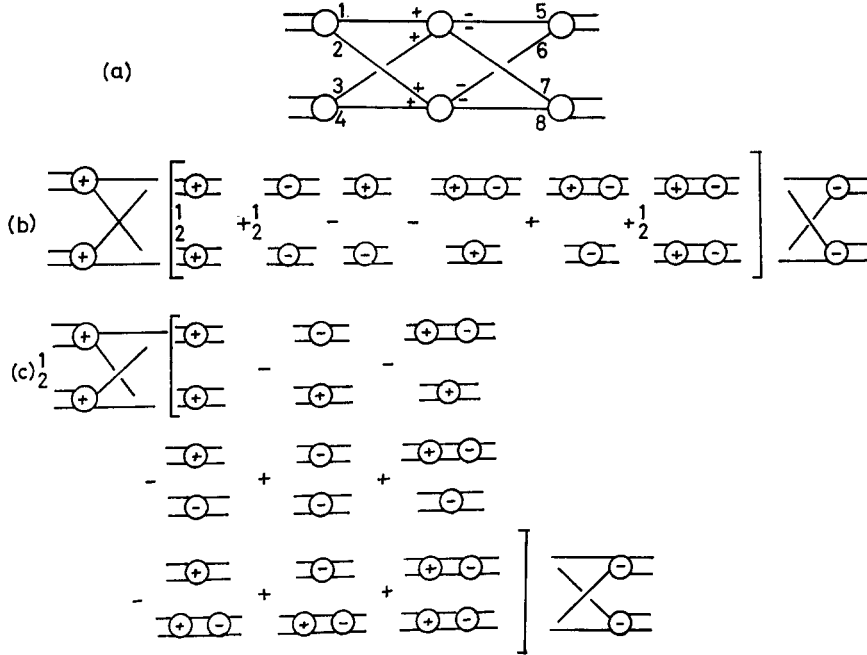 1 + - 5
2 + - 6
(a)
3 + - 7
4 + - 8
(b) + + - + + - + - + -
1/2 +1/2 - - + +1/2
+ + - - + - + - -
+ + - + -
(c) 1/2 - -
+ + + +
+ - + -
- + +
- - -
+ - + - -
- + +
+ - + - + - -